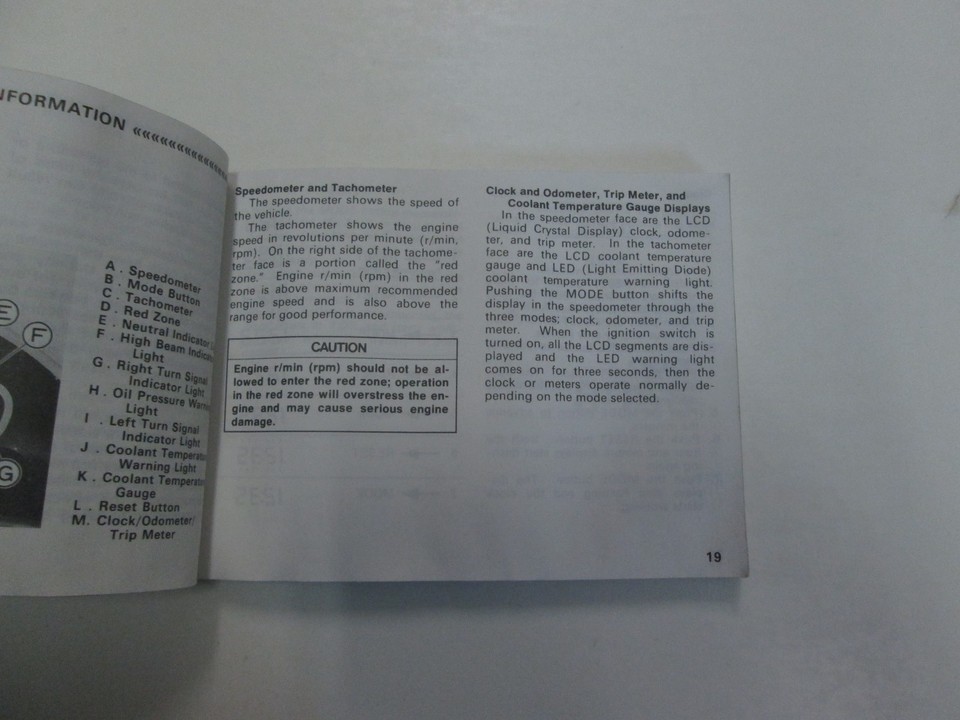 INFORMATION «««««««««««««««
E
F
G
A . Speedometer
B . Mode Button
C . Tachometer
D . Red Zone
E . Neutral Indicator
F . High Beam Indicator
Light
G . Right Turn Signal
Indicator Light
H . Oil Pressure Warning
Light
I . Left Turn Signal
Indicator Light
J . Coolant Temperature
Warning Light
K . Coolant Temperature
Gauge
L . Reset Button
M. Clock/Odometer/
Trip Meter
Speedometer and Tachometer
The speedometer shows the speed of
the vehicle.
The tachometer shows the engine
speed in revolutions per minute (r/min,
rpm). On the right side of the tachome-
ter face is a portion called the "red
zone." Engine r/min (rpm) in the red
zone is above maximum recommended
engine speed and is also above the
range for good performance.
CAUTION
Engine r/min (rpm) should not be al-
lowed to enter the red zone; operation
in the red zone will overstress the en-
gine and may cause serious engine
damage.
Clock and Odometer, Trip Meter, and
Coolant Temperature Gauge Displays
In the speedometer face are the LCD
(Liquid Crystal Display) clock, odome-
ter, and trip meter. In the tachometer
face are the LCD coolant temperature
gauge and LED (Light Emitting Diode)
coolant temperature warning light.
Pushing the MODE button shifts the
display in the speedometer through the
three modes; clock, odometer, and trip
meter. When the ignition switch is
turned on, all the LCD segments are dis-
played and the LED warning light
comes on for three seconds, then the
clock or meters operate normally de-
pending on the mode selected.
19